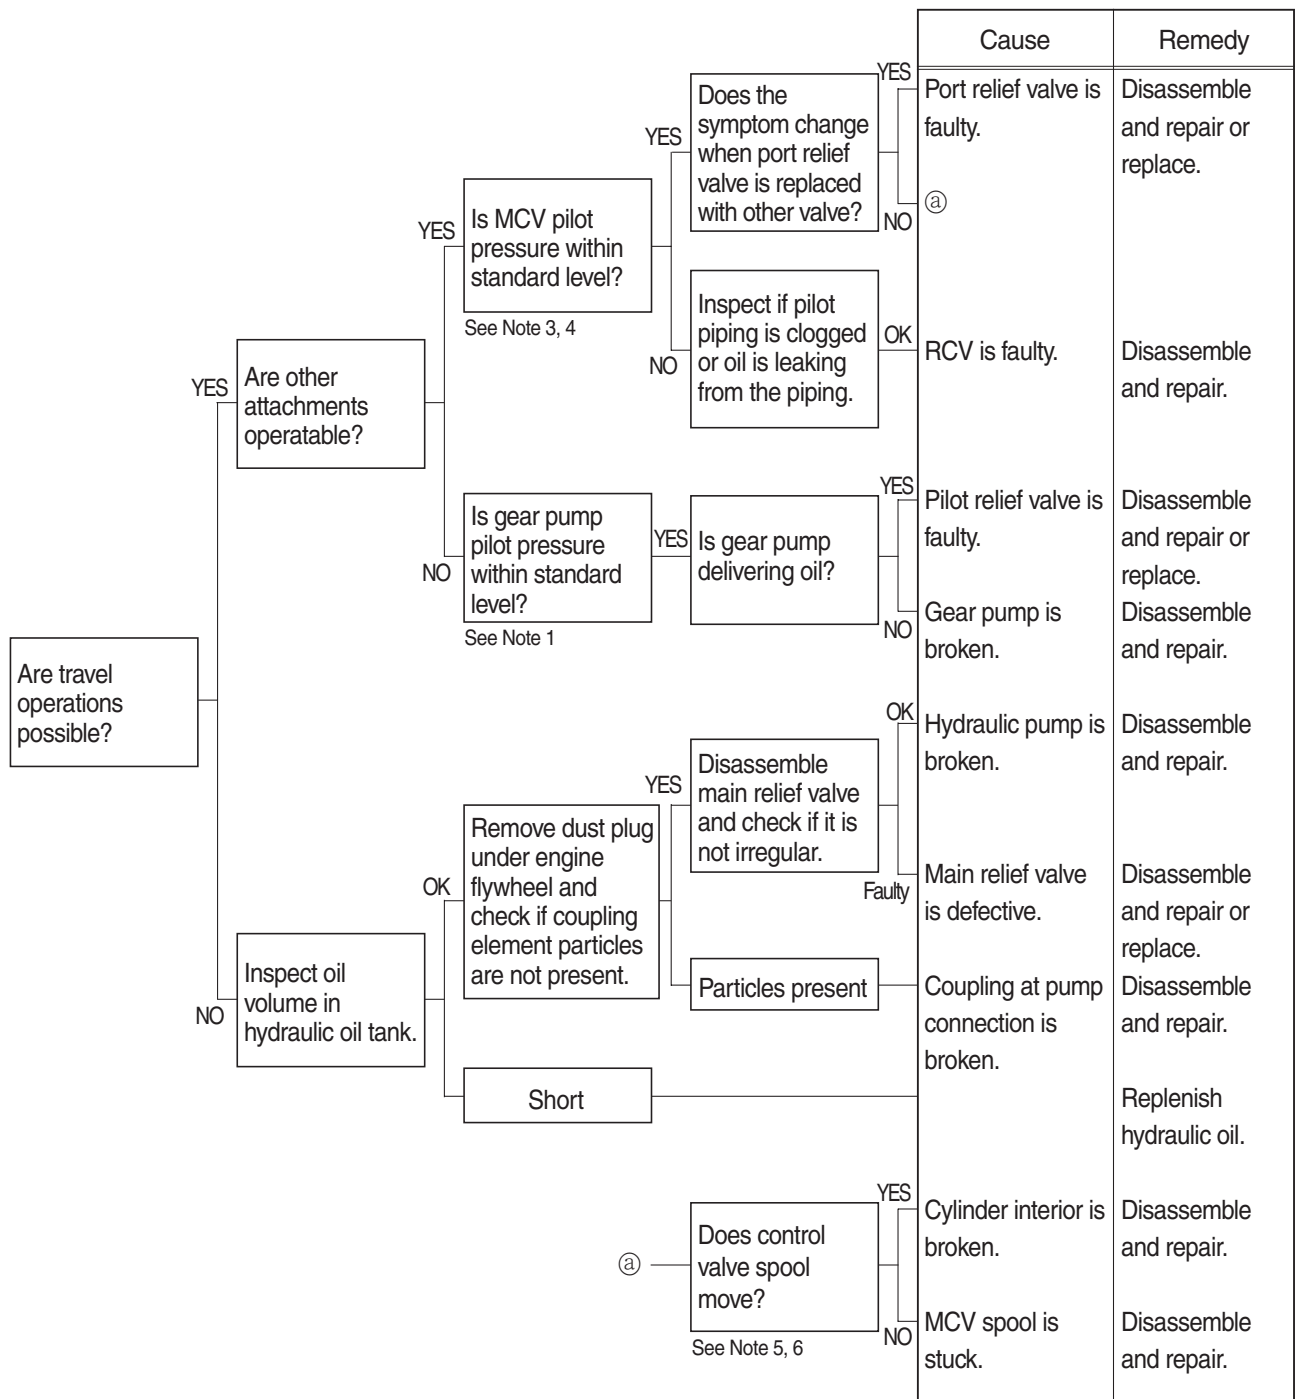 Cause
Remedy
Are travel
operations
possible?
YES
Are other
attachments
operatable?
YES
Is MCV pilot
pressure within
standard level?
See Note 3, 4
YES
Does the
symptom change
when port relief
valve is replaced
with other valve?
YES
Port relief valve is
faulty.
Disassemble
and repair or
replace.
NO
ⓐ
NO
Inspect if pilot
piping is clogged
or oil is leaking
from the piping.
OK
RCV is faulty.
Disassemble
and repair.
NO
Is gear pump
pilot pressure
within standard
level?
See Note 1
YES
Is gear pump
delivering oil?
YES
Pilot relief valve is
faulty.
Disassemble
and repair or
replace.
NO
Gear pump is
broken.
Disassemble
and repair.
NO
Inspect oil
volume in
hydraulic oil tank.
OK
Remove dust plug
under engine
flywheel and
check if coupling
element particles
are not present.
YES
Disassemble
main relief valve
and check if it is
not irregular.
OK
Hydraulic pump is
broken.
Disassemble
and repair.
Faulty
Main relief valve
is defective.
Disassemble
and repair or
replace.
Particles present
Coupling at pump
connection is
broken.
Disassemble
and repair.
Short
Replenish
hydraulic oil.
ⓐ
Does control
valve spool
move?
See Note 5, 6
YES
Cylinder interior is
broken.
Disassemble
and repair.
NO
MCV spool is
stuck.
Disassemble
and repair.